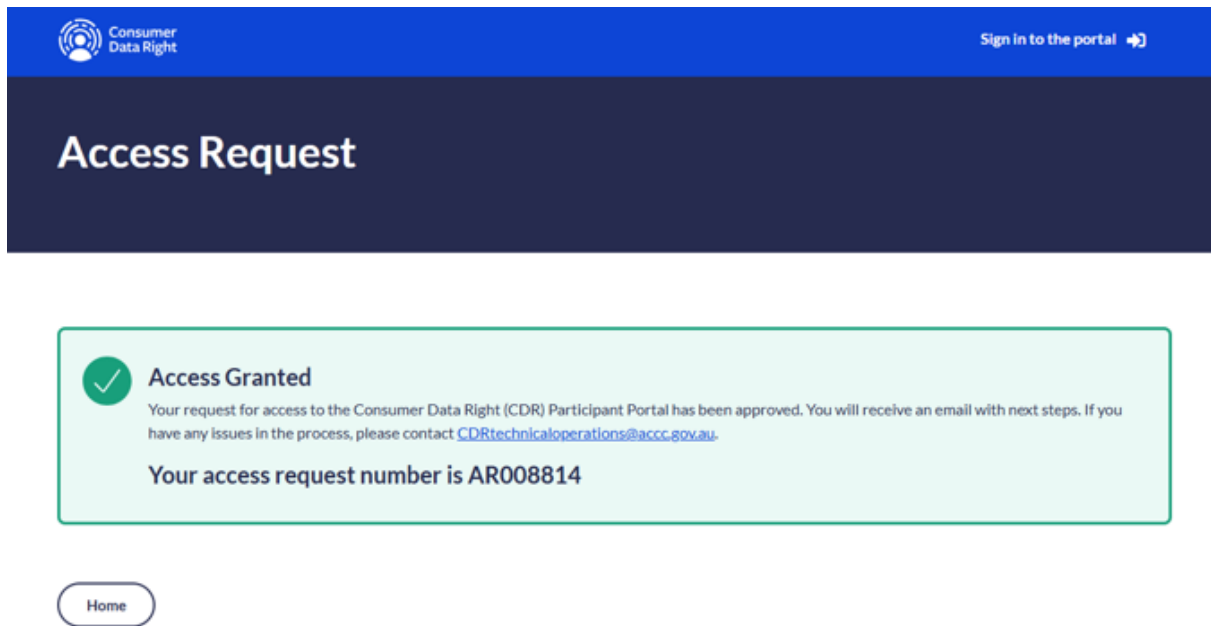 Consumer
Data Right
Sign in to the portal
Access Request
Access Granted
Your request for access to the Consumer Data Right (CDR) Participant Portal has been approved. You will receive an email with next steps. If you
have any issues in the process, please contact CDRtechnicaloperations@accc.gov.au.
Your access request number is AR008814
Home